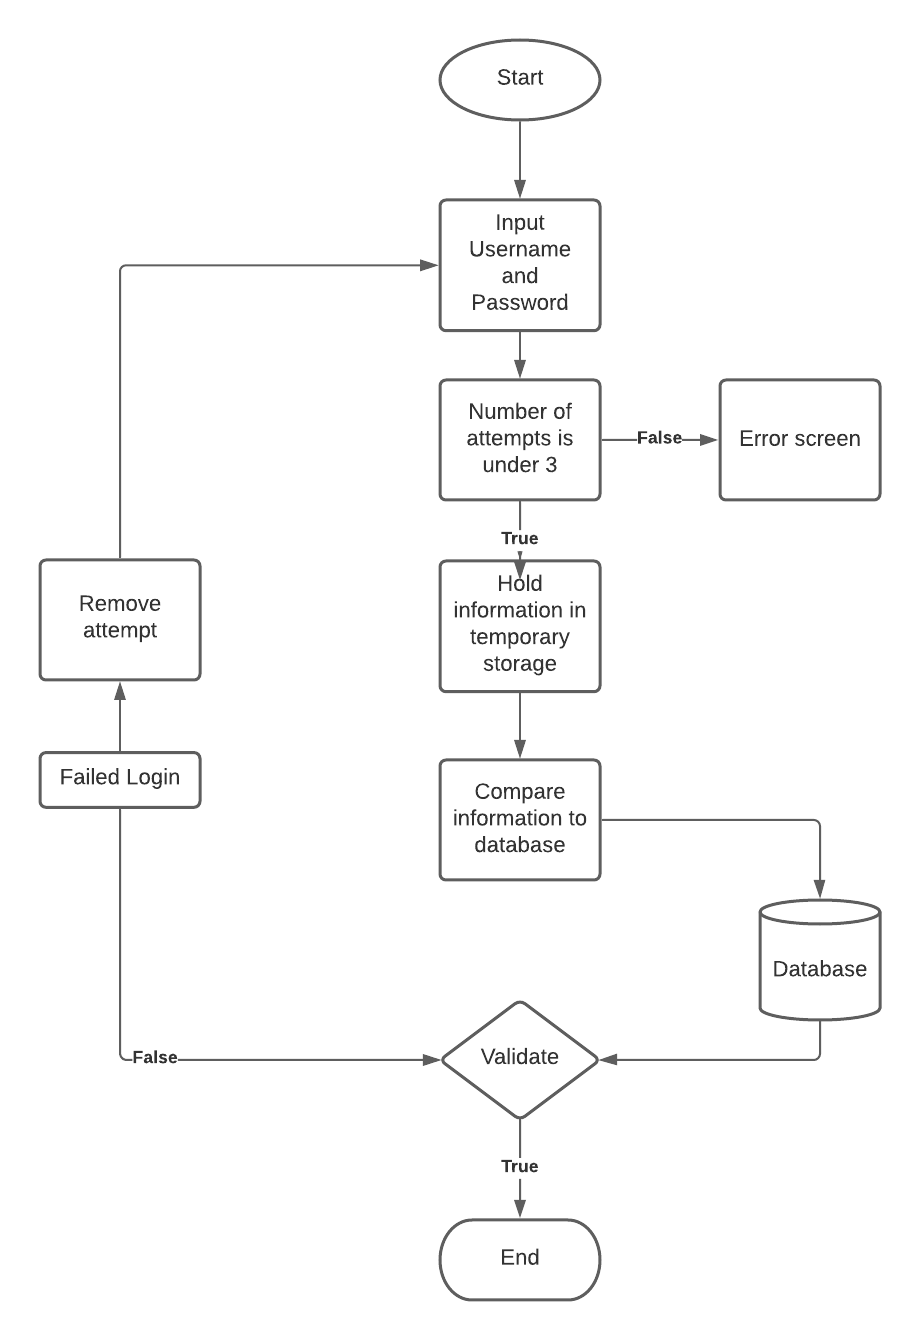 Start
Input
Username
and
Password
Number of
attempts is
under 3
False
Error screen
True
Hold
information in
temporary
storage
Remove
attempt
Failed Login
Compare
information to
database
Database
False
Validate
True
End